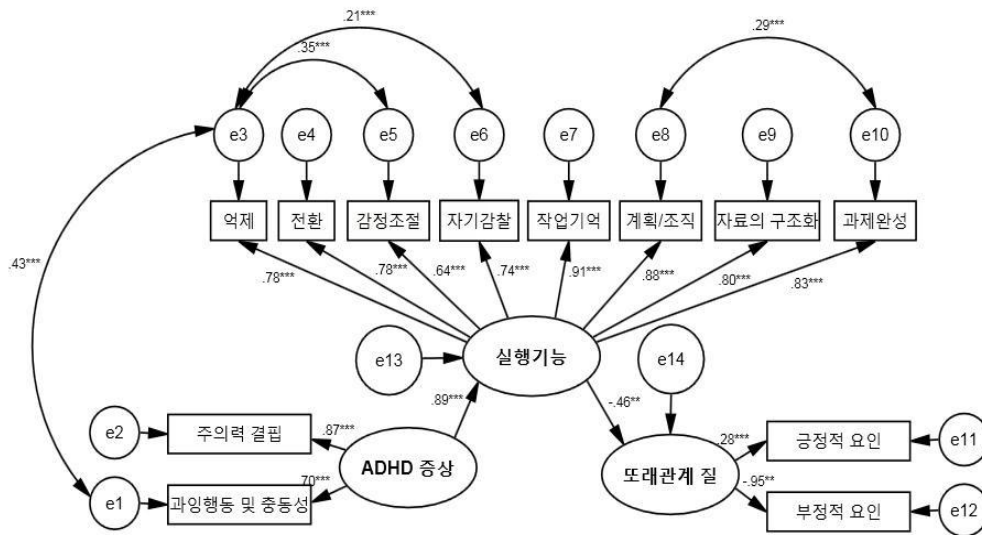 .21***
.29***
.35***
e3
e4
e5
e6
e7
e8
e9
e10
억제
전환
감정조절
자기감찰
작업기억
계획/조직
자료의 구조화
과제완성
.43***
.78***
.78***
.64***
.74***
.91***
.88***
.80***
.83***
e13
실행기능
e14
.89***
-.46**
e2
주의력 결핍
.87***
ADHD 증상
또래관계 질
.28***
긍정적 요인
e11
e1
과잉행동 및 충동성
.70***
-.95**
부정적 요인
e12